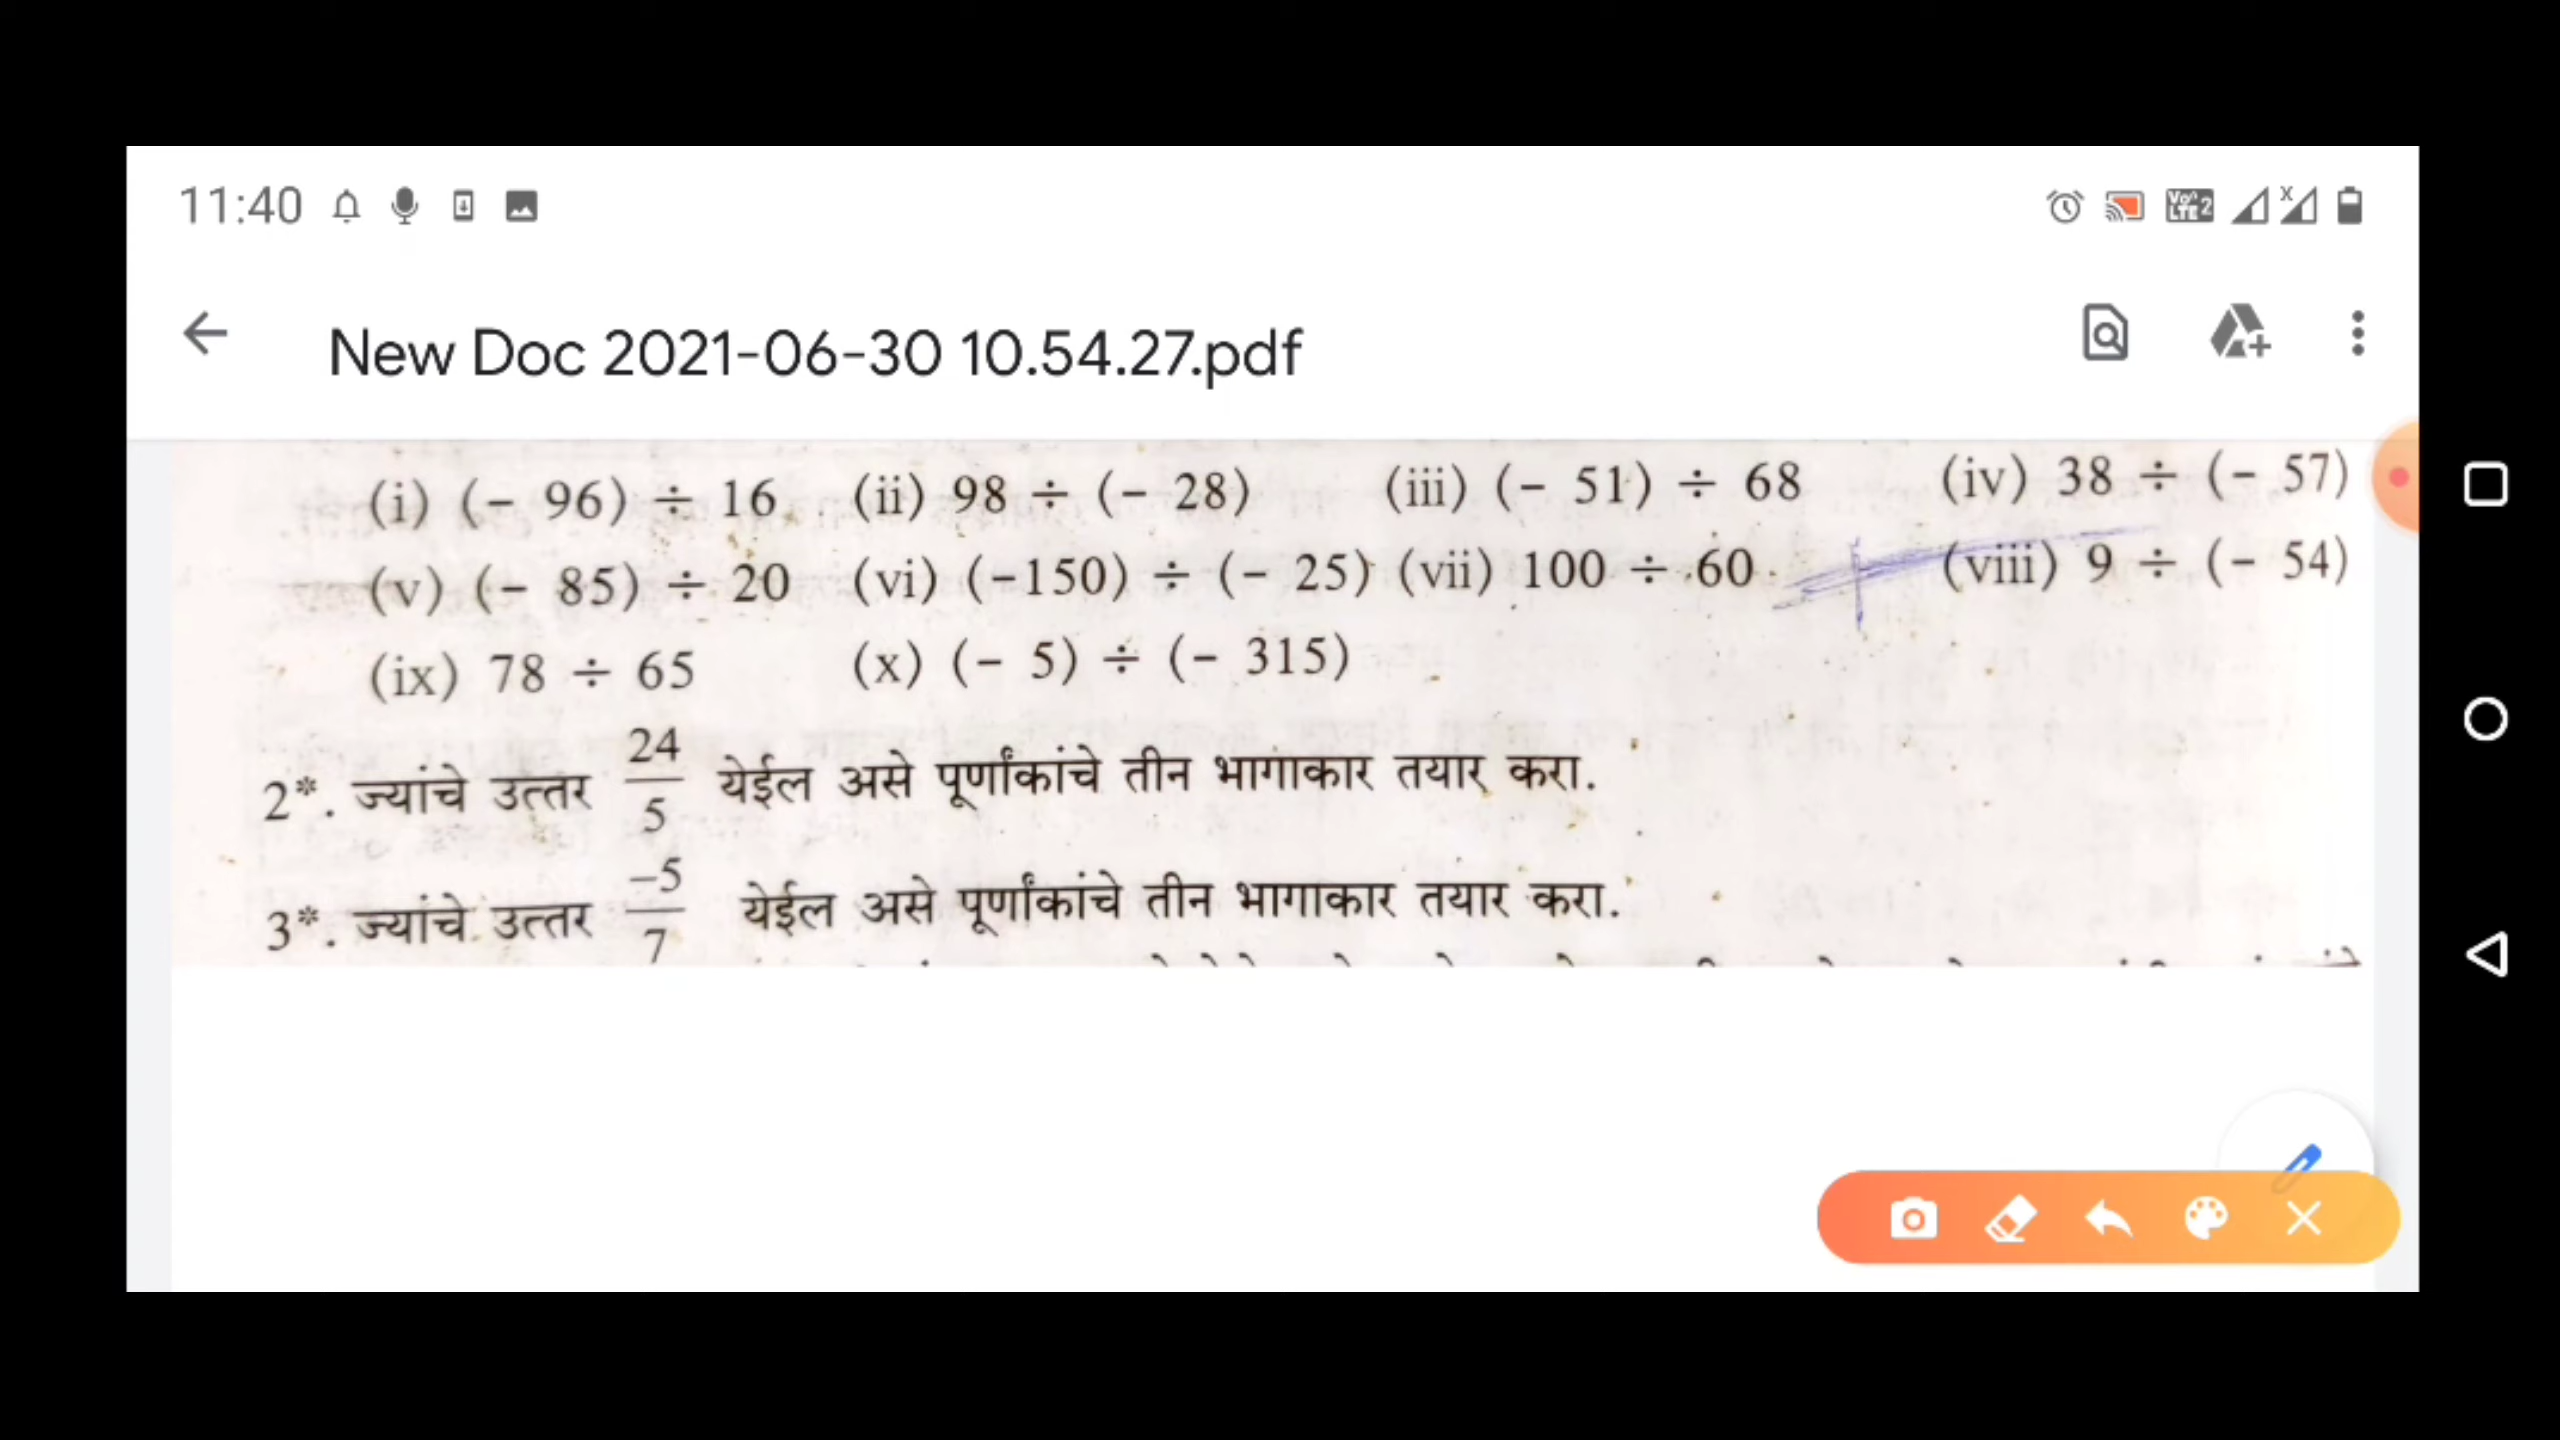 11:40
New Doc 2021-06-30 10.54.27.pdf
(i) (– 96) ÷ 16 (ii) 98 ÷ (– 28) (iii) (– 51) ÷ 68 (iv) 38 ÷ (– 57)
(v) (– 85) ÷ 20 (vi) (–150) ÷ (– 25) (vii) 100 ÷ 60 (viii) 9 ÷ (– 54)
(ix) 78 ÷ 65 (x) (– 5) ÷ (– 315)
2*. ज्यांचे उत्तर 24/5 येईल असे पूर्णांकांचे तीन भागाकार तयार करा.
3*. ज्यांचे उत्तर –5/7 येईल असे पूर्णांकांचे तीन भागाकार तयार करा.